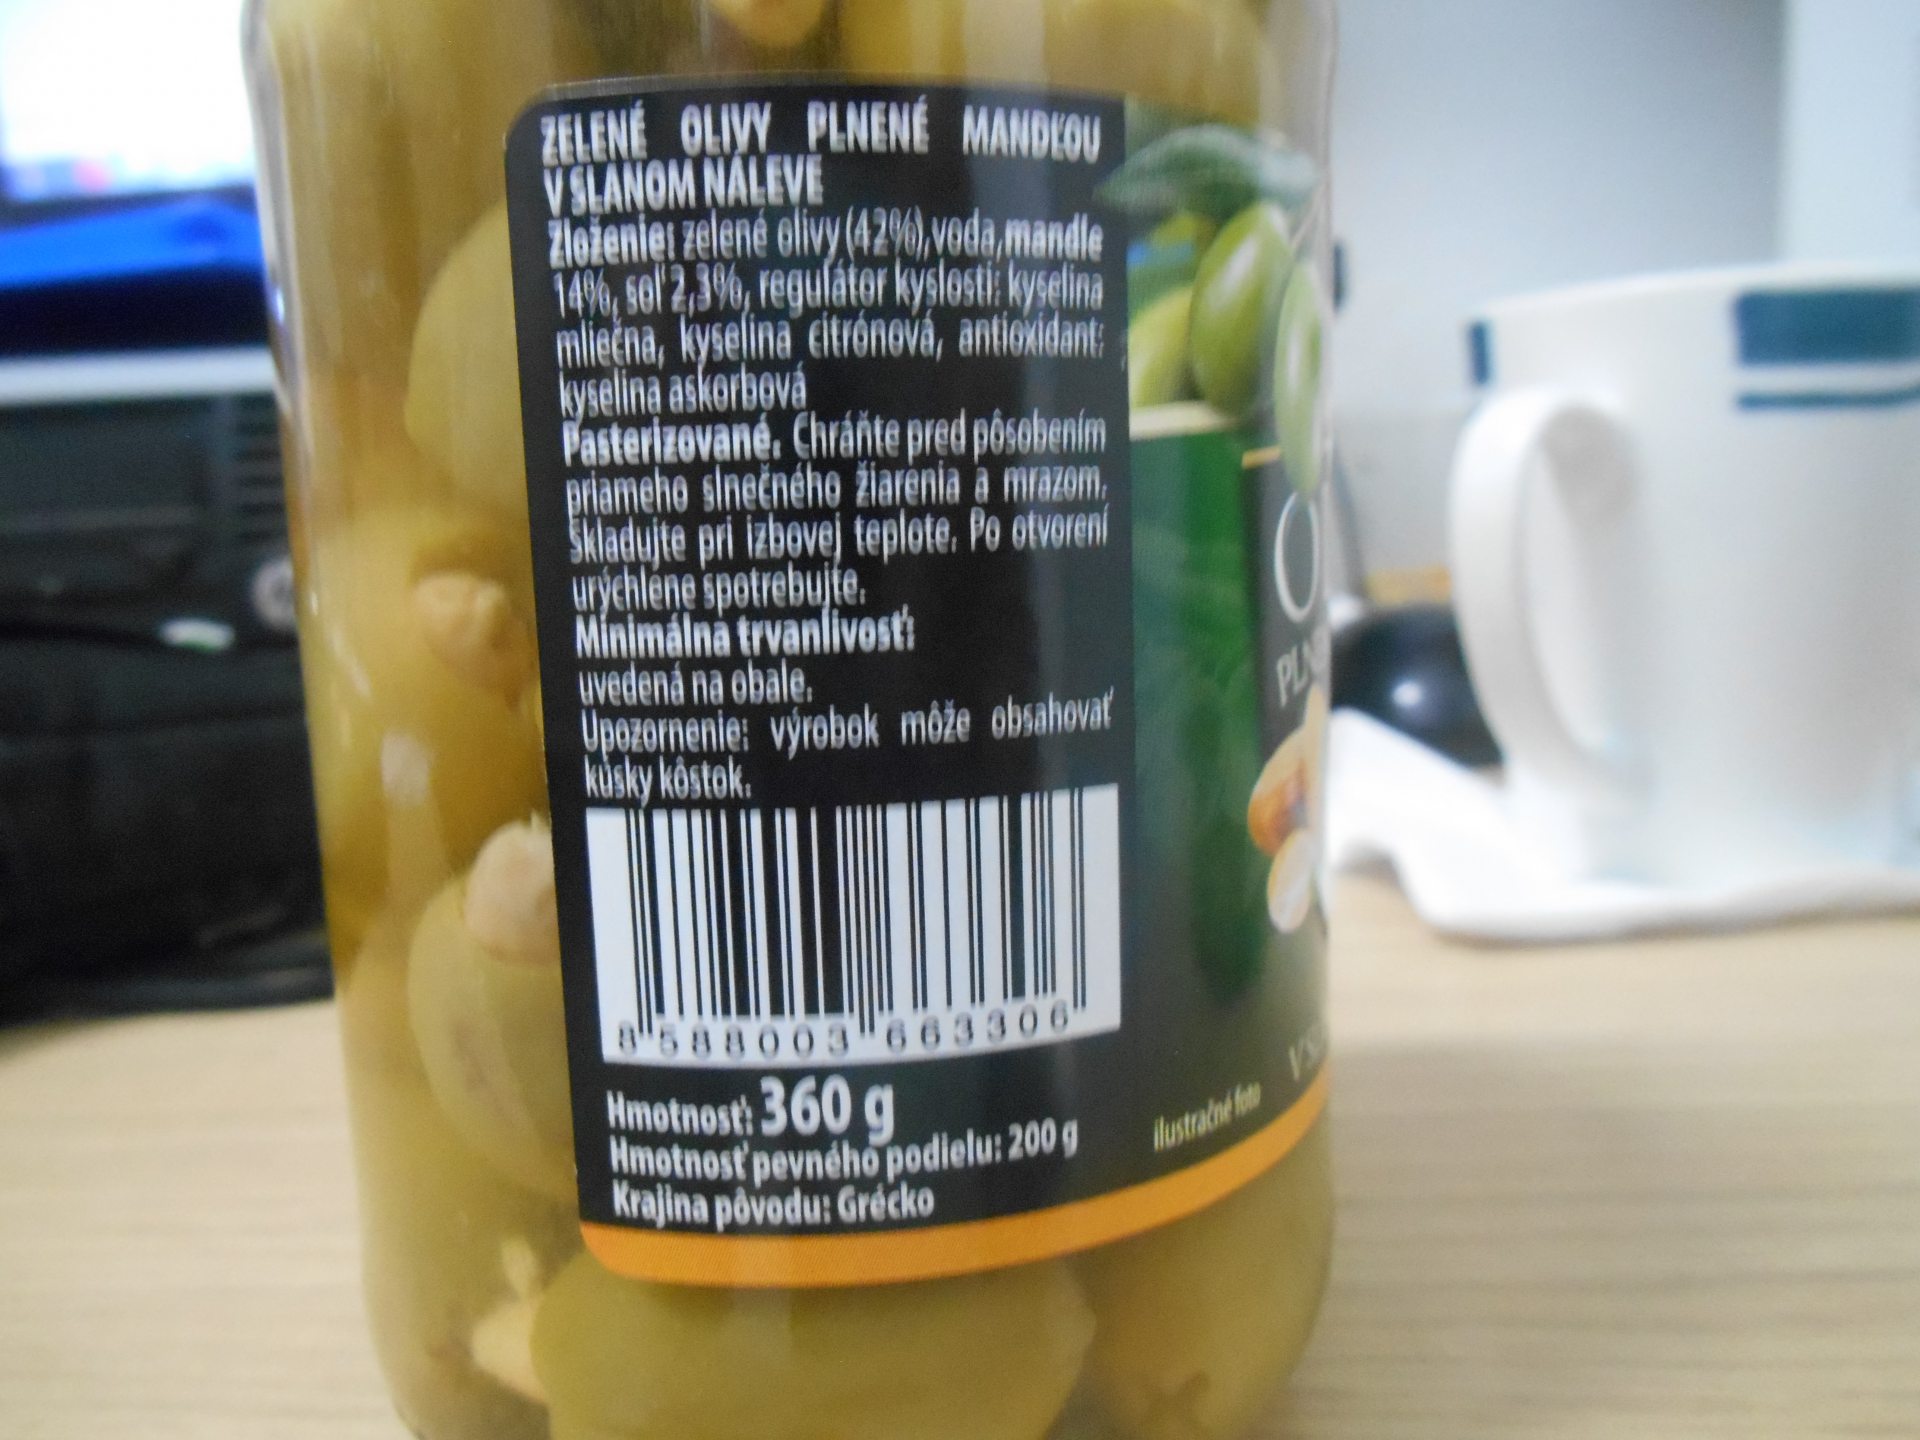 ZELENÉ OLIVY PLNENÉ MANDĽOU
V SLANOM NÁLEVE
Zloženie: zelené olivy (42%), voda, mandle
14%, soľ 2,3%, regulátor kyslosti: kyselina
mliečna, kyselina citrónová, antioxidant:
kyselina askorbová
Pasterizované. Chráňte pred pôsobením
priameho slnečného žiarenia a mrazom.
Skladujte pri izbovej teplote. Po otvorení
urýchlene spotrebujte.
Minimálna trvanlivosť:
uvedená na obale.
Upozornenie: výrobok môže obsahovať
kúsky kôstok.
8 588003 663306
Hmotnosť: 360 g
Hmotnosť pevného podielu: 200 g
Krajina pôvodu: Grécko
ilustračné foto